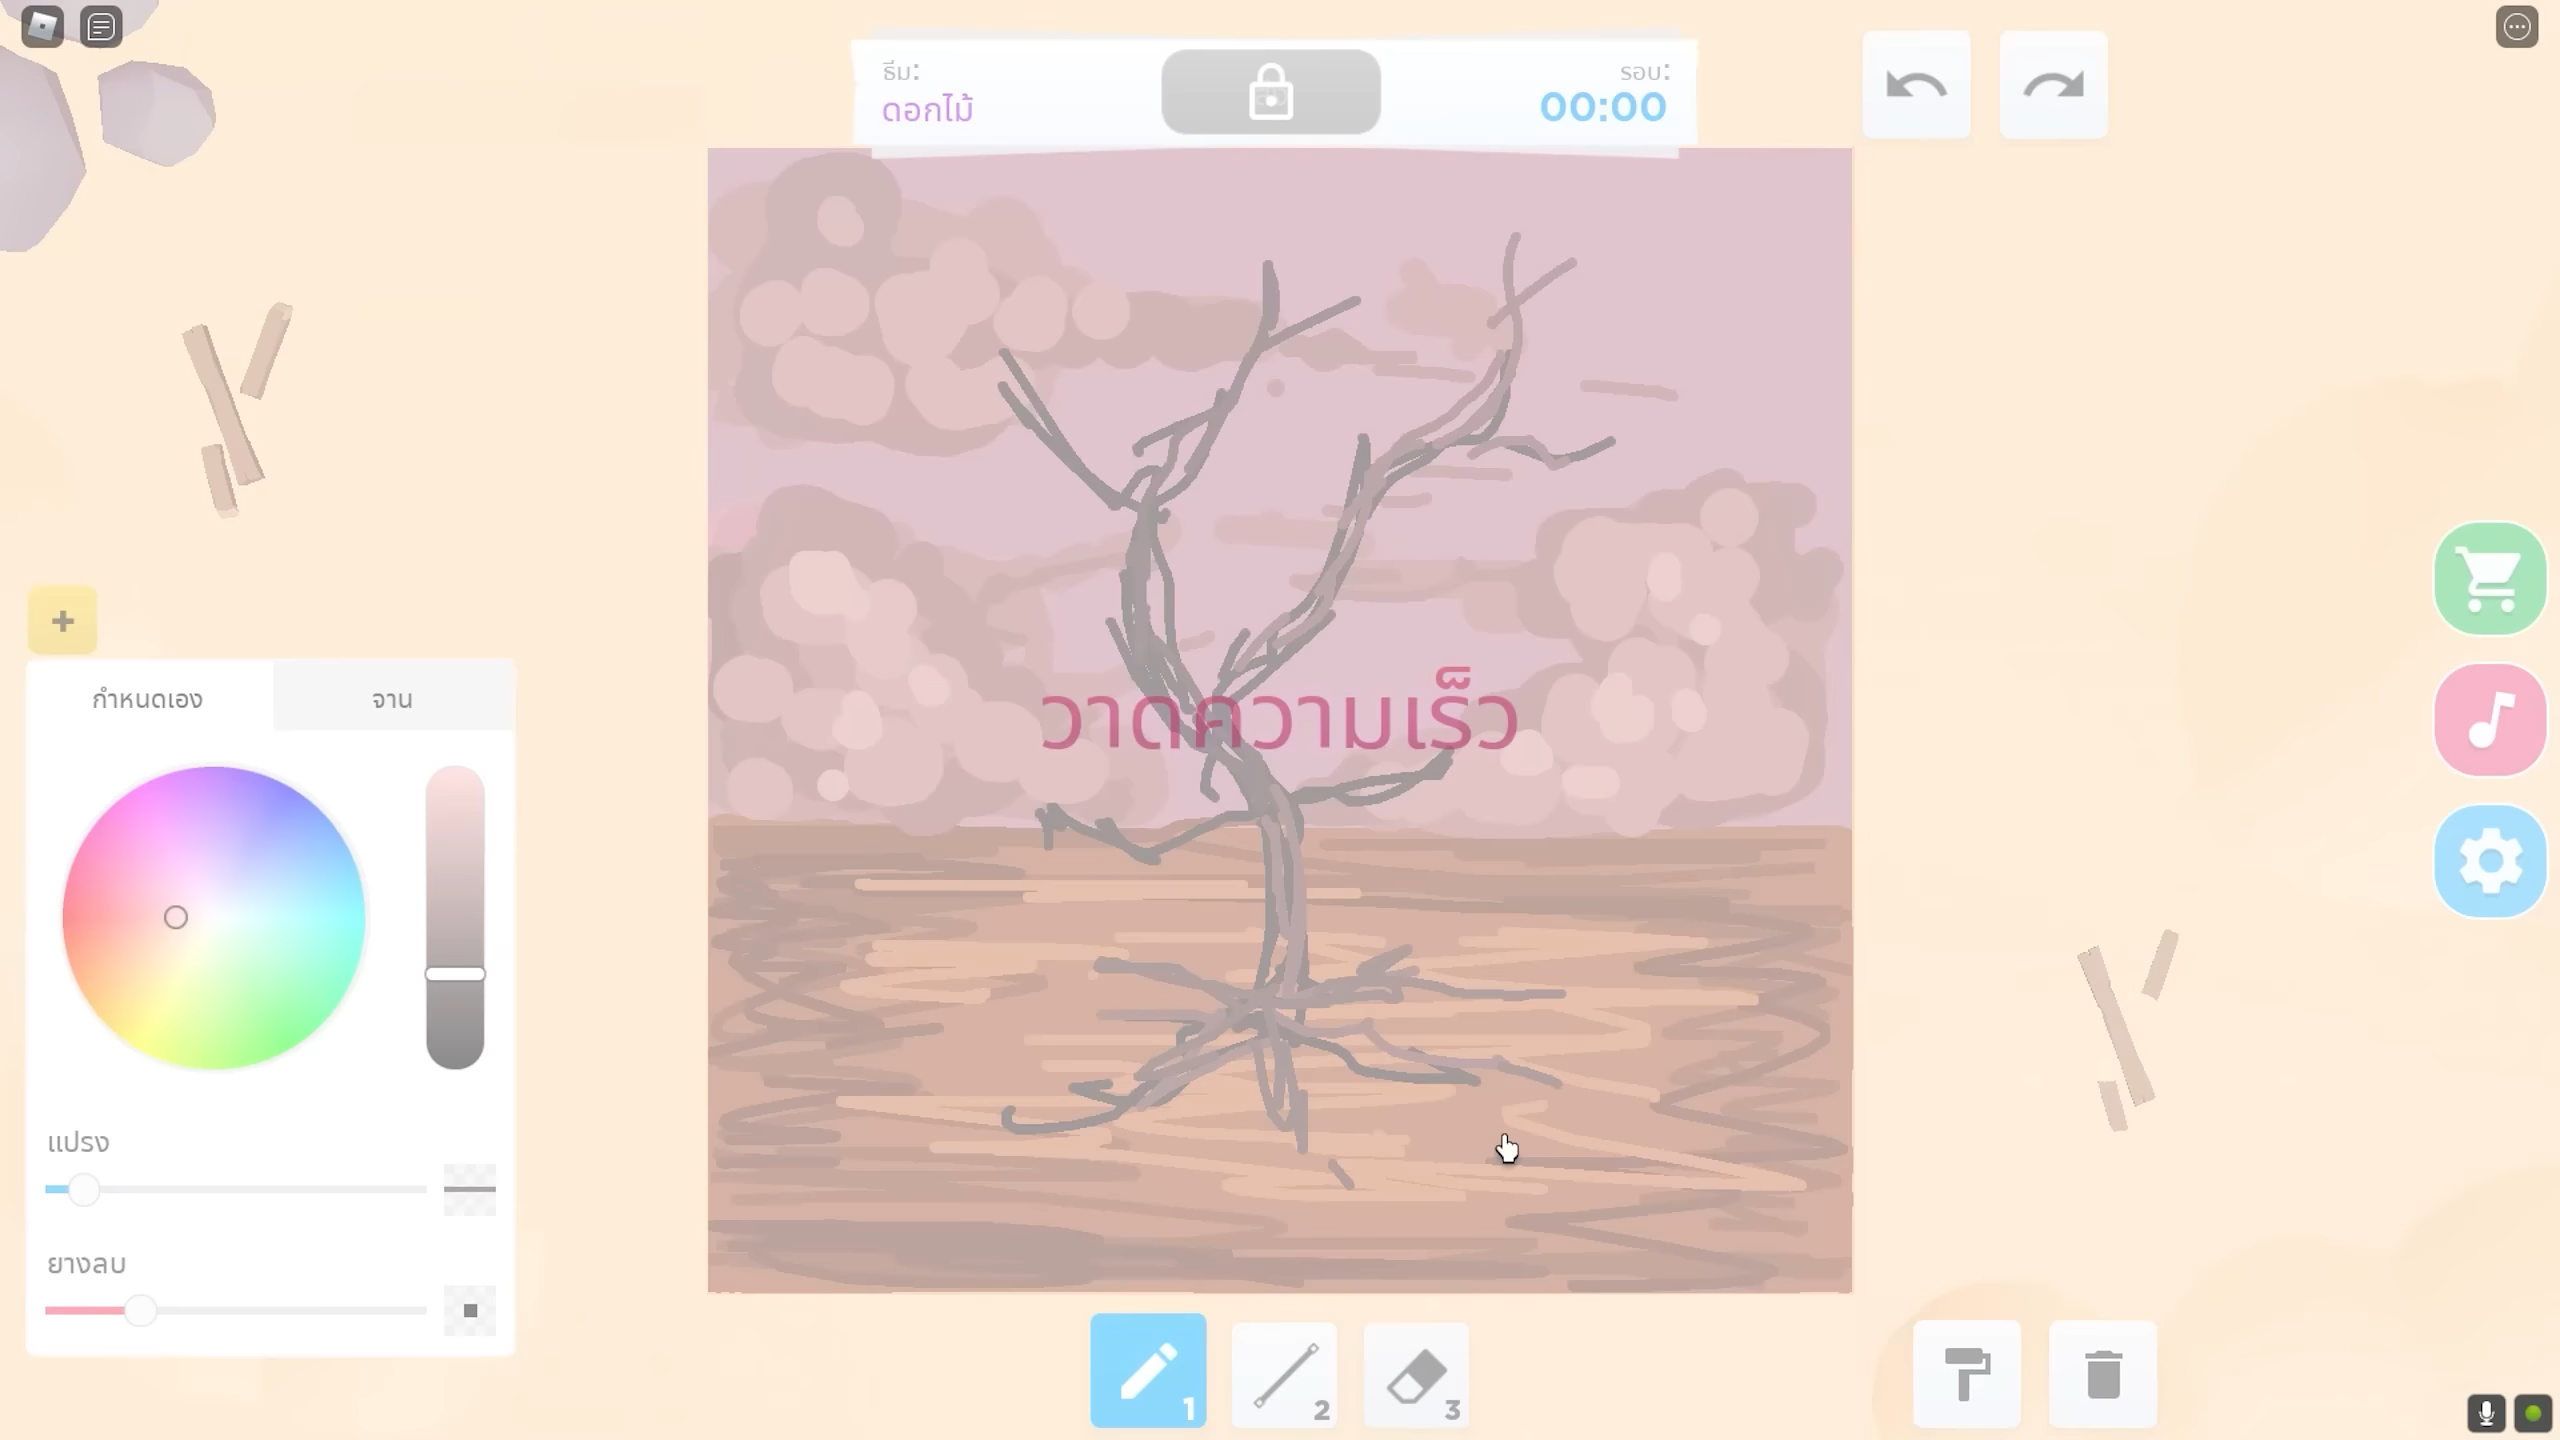 ธีม:
ดอกไม้
รอบ:
00:00
กำหนดเอง
จาน
วาดความเร็ว
แปรง
ยางลบ
1
2
3